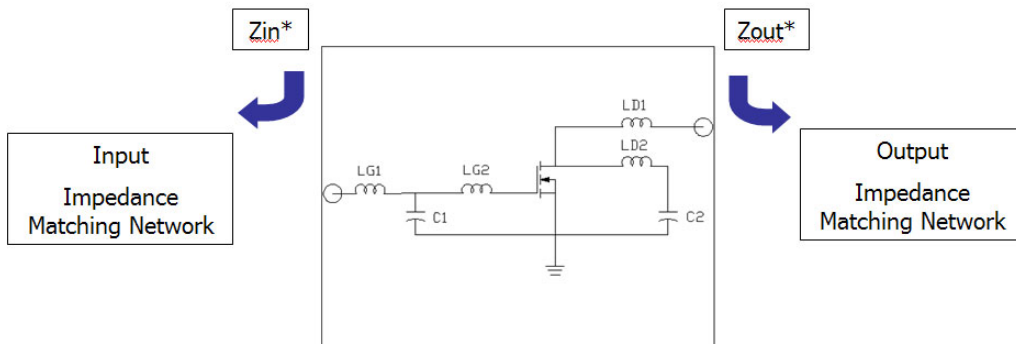 Zin*
Zout*
Input
Impedance
Matching Network
LG1
LG2
C1
LD1
LD2
C2
Output
Impedance
Matching Network